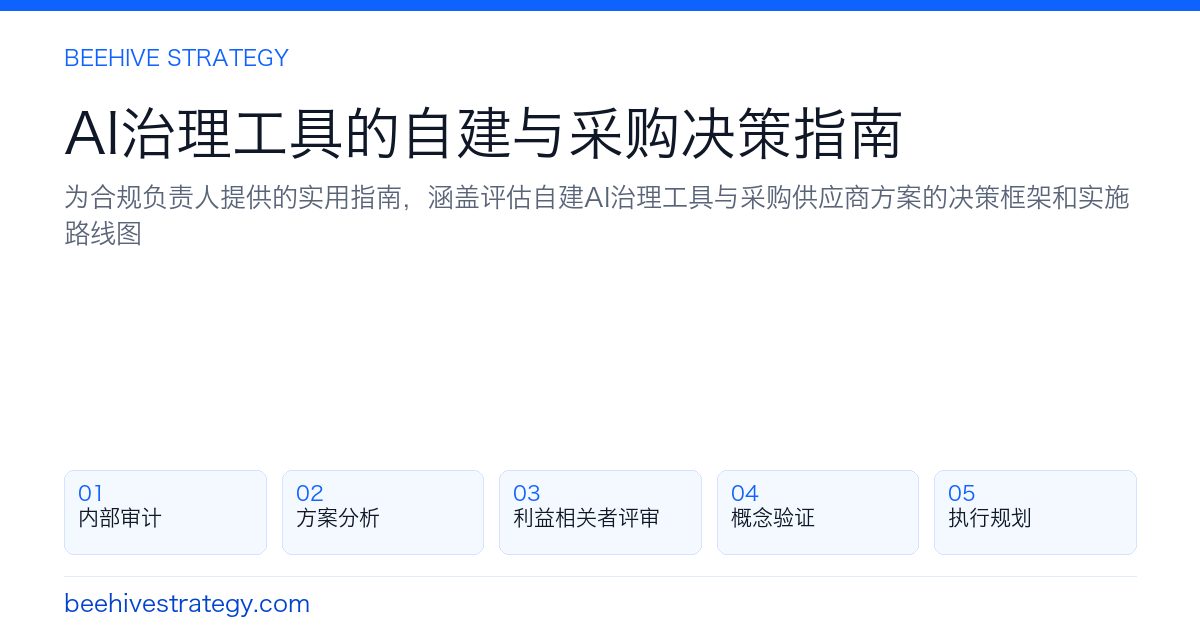 BEEHIVE STRATEGY
AI治理工具的自建与采购决策指南
为合规负责人提供的实用指南，涵盖评估自建AI治理工具与采购供应商方案的决策框架和实施
路线图
01
内部审计
02
方案分析
03
利益相关者评审
04
概念验证
05
执行规划
beehivestrategy.com